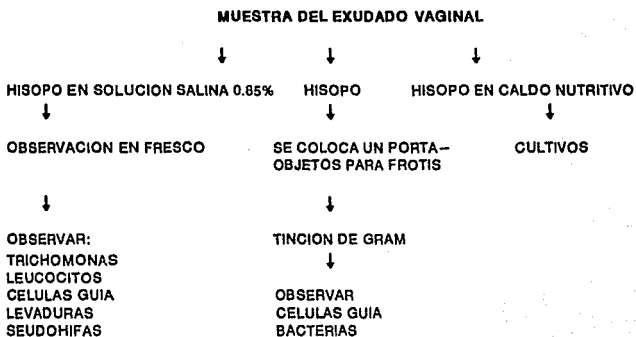 MUESTRA DEL EXUDADO VAGINAL
HISOPO EN SOLUCION SALINA 0.85% HISOPO HISOPO EN CALDO NUTRITIVO
OBSERVACION EN FRESCO SE COLOCA UN PORTA– CULTIVOS
OBJETOS PARA FROTIS
OBSERVAR: TINCION DE GRAM
TRICHOMONAS
LEUCOCITOS
CELULAS GUIA OBSERVAR
LEVADURAS CELULAS GUIA
SEUDOHIFAS BACTERIAS